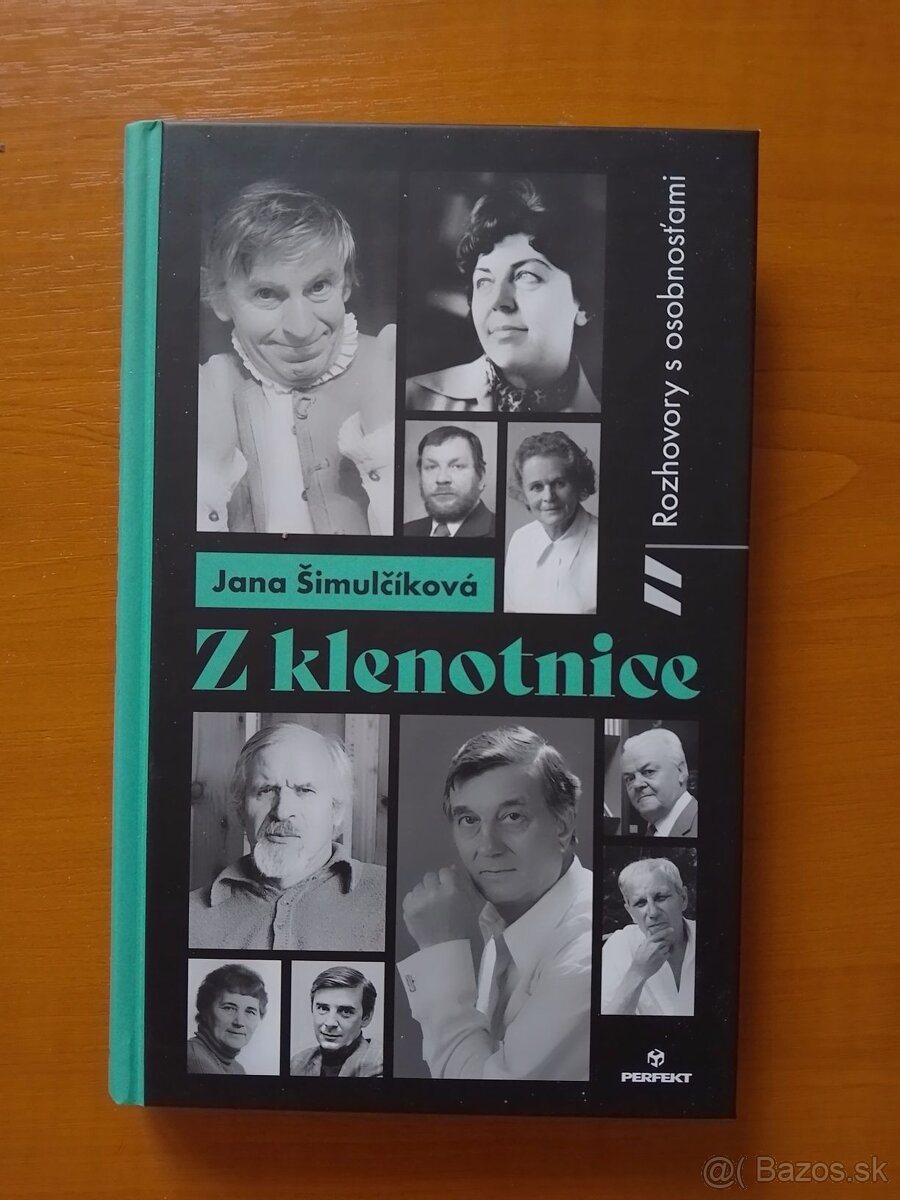 Rozhovory s osobnosťami
Jana Šimulčíková
Z klenotnice
PERFEKT
@( Bazos.sk